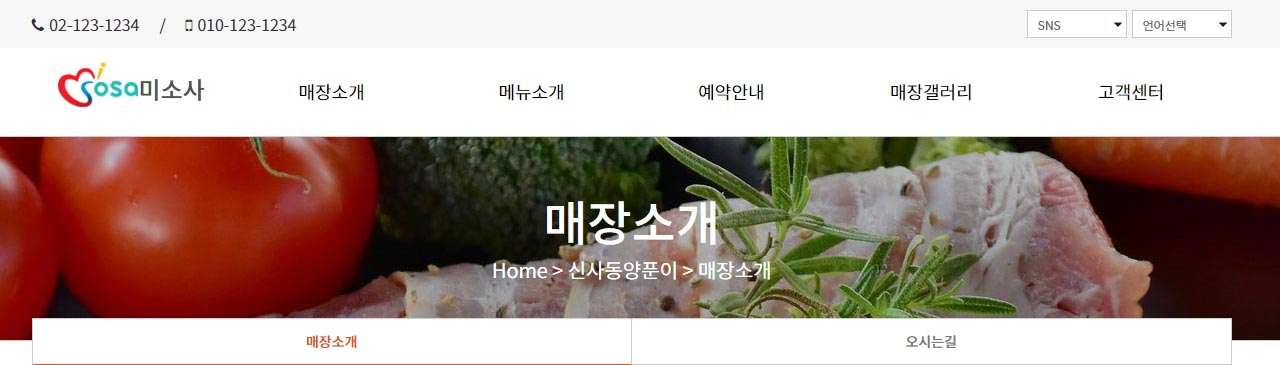 02-123-1234 / 010-123-1234 SNS 언어선택
iosa미소사 매장소개 메뉴소개 예약안내 매장갤러리 고객센터
매장소개
Home > 신사동양푼이 > 매장소개
매장소개 오시는길